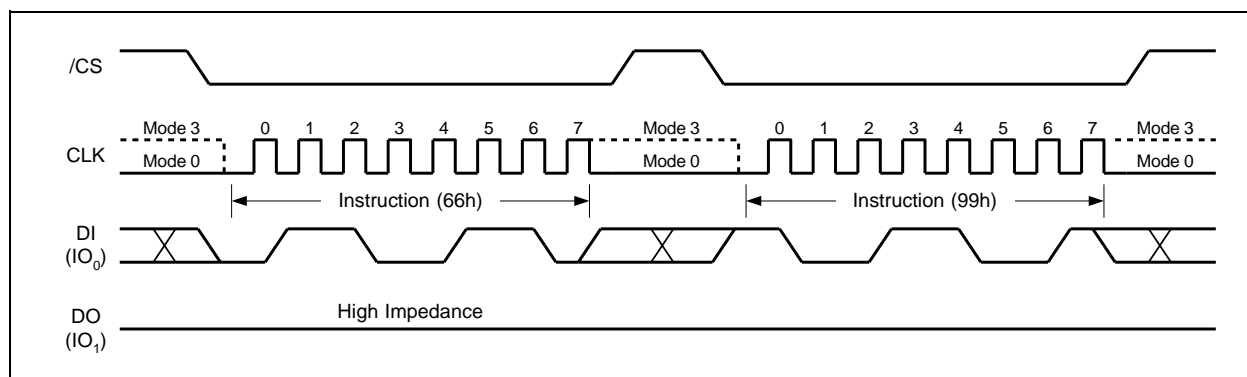 /CS
Mode 3 0 1 2 3 4 5 6 7 Mode 3 0 1 2 3 4 5 6 7 Mode 3
CLK Mode 0 Mode 0 Mode 0
Instruction (66h) Instruction (99h)
DI
(IO0)
High Impedance
DO
(IO1)